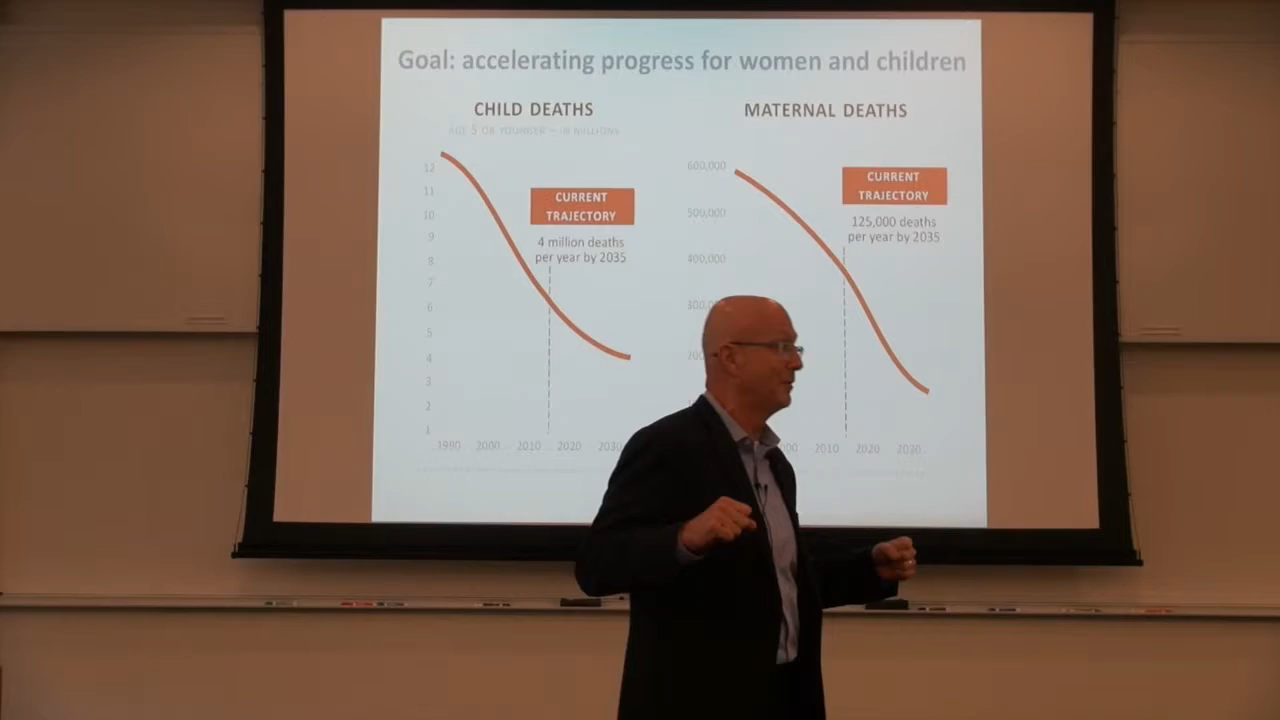 Goal: accelerating progress for women and children
CHILD DEATHS
AGE 5 OR YOUNGER – IN MILLIONS
12
11
10
9
8
7
6
5
4
3
2
1
CURRENT
TRAJECTORY
4 million deaths
per year by 2035
1990 2000 2010 2020 2030
MATERNAL DEATHS
600,000
500,000
400,000
CURRENT
TRAJECTORY
125,000 deaths
per year by 2035
2010 2020